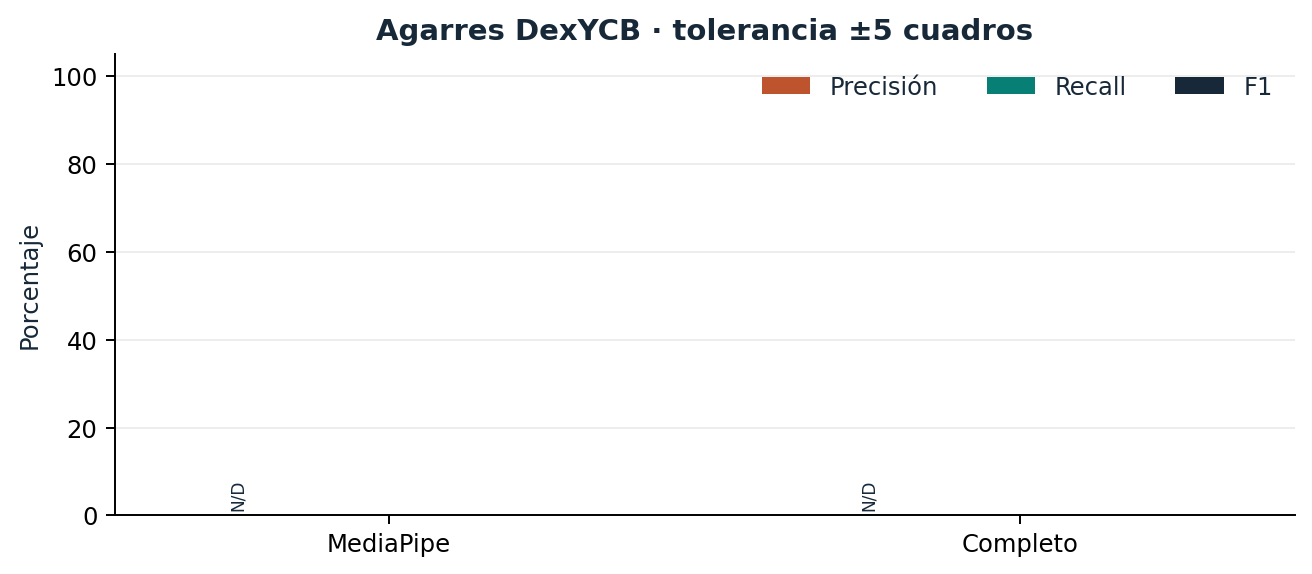 Agarres DexYCB · tolerancia ±5 cuadros
Precisión Recall F1
Porcentaje
100
80
60
40
20
0
N/D N/D
MediaPipe Completo